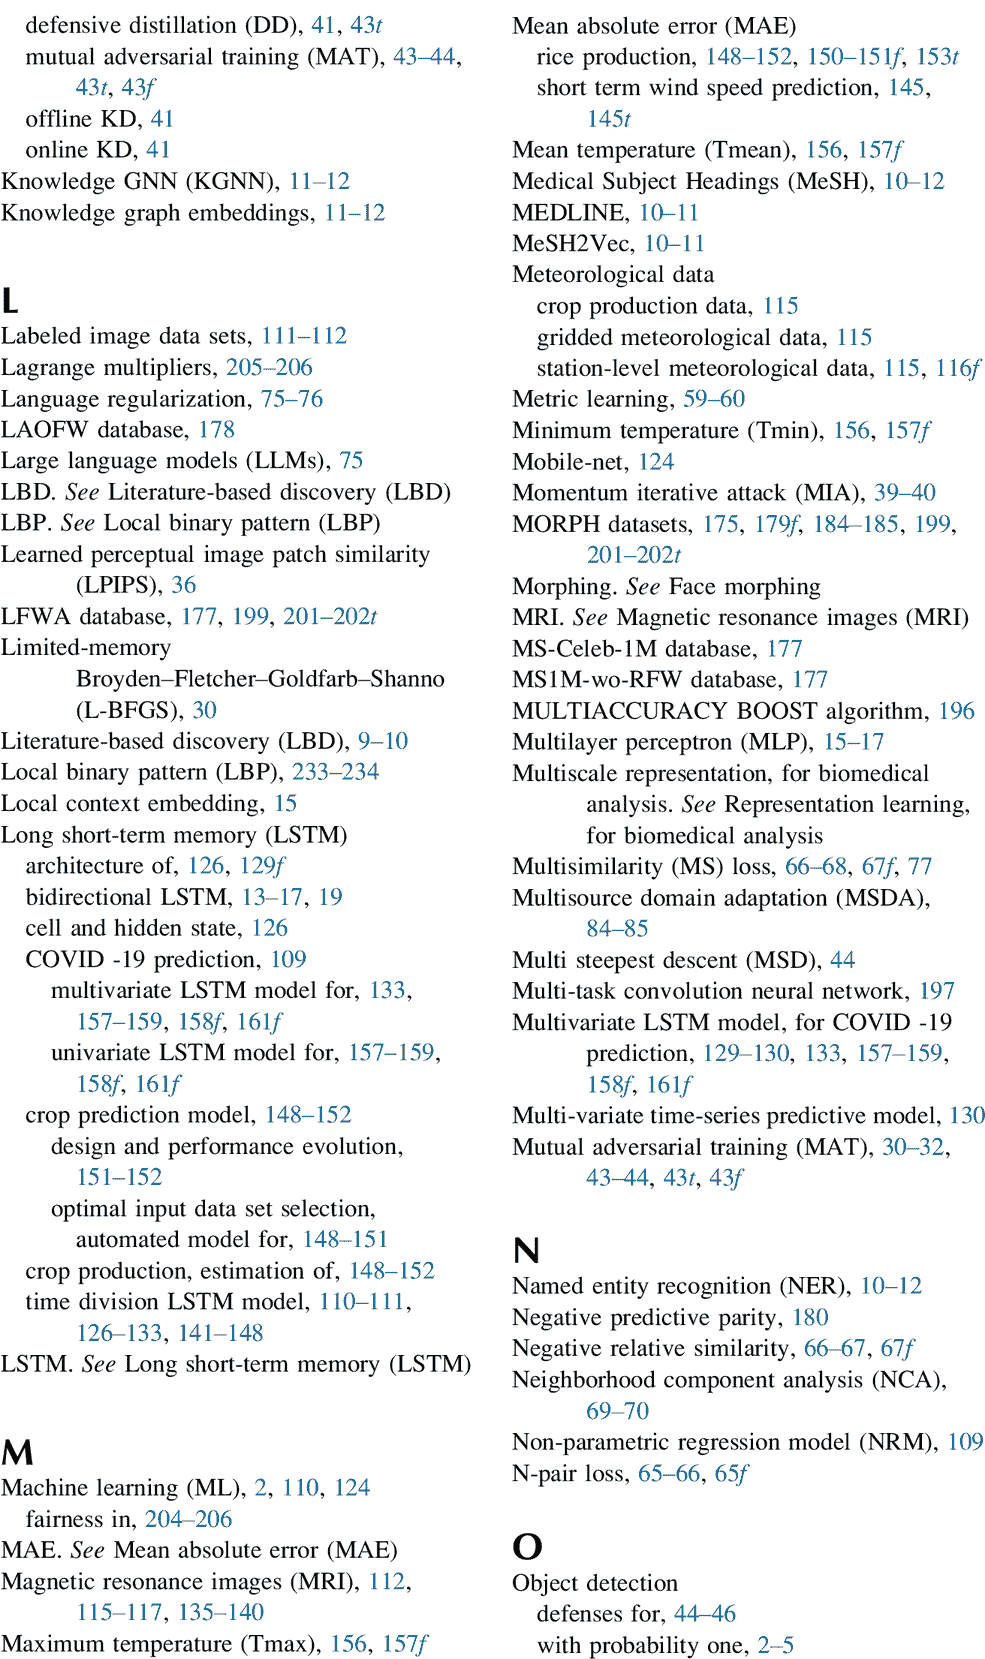 defensive distillation (DD), 41, 43t
mutual adversarial training (MAT), 43–44,
43t, 43f
offline KD, 41
online KD, 41
Knowledge GNN (KGNN), 11–12
Knowledge graph embeddings, 11–12
L
Labeled image data sets, 111–112
Lagrange multipliers, 205–206
Language regularization, 75–76
LAOFW database, 178
Large language models (LLMs), 75
LBD. See Literature-based discovery (LBD)
LBP. See Local binary pattern (LBP)
Learned perceptual image patch similarity
(LPIPS), 36
LFWA database, 177, 199, 201–202t
Limited-memory
Broyden–Fletcher–Goldfarb–Shanno
(L-BFGS), 30
Literature-based discovery (LBD), 9–10
Local binary pattern (LBP), 233–234
Local context embedding, 15
Long short-term memory (LSTM)
architecture of, 126, 129f
bidirectional LSTM, 13–17, 19
cell and hidden state, 126
COVID -19 prediction, 109
multivariate LSTM model for, 133,
157–159, 158f, 161f
univariate LSTM model for, 157–159,
158f, 161f
crop prediction model, 148–152
design and performance evolution,
151–152
optimal input data set selection,
automated model for, 148–151
crop production, estimation of, 148–152
time division LSTM model, 110–111,
126–133, 141–148
LSTM. See Long short-term memory (LSTM)
M
Machine learning (ML), 2, 110, 124
fairness in, 204–206
MAE. See Mean absolute error (MAE)
Magnetic resonance images (MRI), 112,
115–117, 135–140
Maximum temperature (Tmax), 156, 157f
Mean absolute error (MAE)
rice production, 148–152, 150–151f, 153t
short term wind speed prediction, 145,
145t
Mean temperature (Tmean), 156, 157f
Medical Subject Headings (MeSH), 10–12
MEDLINE, 10–11
MeSH2Vec, 10–11
Meteorological data
crop production data, 115
gridded meteorological data, 115
station-level meteorological data, 115, 116f
Metric learning, 59–60
Minimum temperature (Tmin), 156, 157f
Mobile-net, 124
Momentum iterative attack (MIA), 39–40
MORPH datasets, 175, 179f, 184–185, 199,
201–202t
Morphing. See Face morphing
MRI. See Magnetic resonance images (MRI)
MS-Celeb-1M database, 177
MS1M-wo-RFW database, 177
MULTIACCURACY BOOST algorithm, 196
Multilayer perceptron (MLP), 15–17
Multiscale representation, for biomedical
analysis. See Representation learning,
for biomedical analysis
Multisimilarity (MS) loss, 66–68, 67f, 77
Multisource domain adaptation (MSDA),
84–85
Multi steepest descent (MSD), 44
Multi-task convolution neural network, 197
Multivariate LSTM model, for COVID -19
prediction, 129–130, 133, 157–159,
158f, 161f
Multi-variate time-series predictive model, 130
Mutual adversarial training (MAT), 30–32,
43–44, 43t, 43f
N
Named entity recognition (NER), 10–12
Negative predictive parity, 180
Negative relative similarity, 66–67, 67f
Neighborhood component analysis (NCA),
69–70
Non-parametric regression model (NRM), 109
N-pair loss, 65–66, 65f
O
Object detection
defenses for, 44–46
with probability one, 2–5